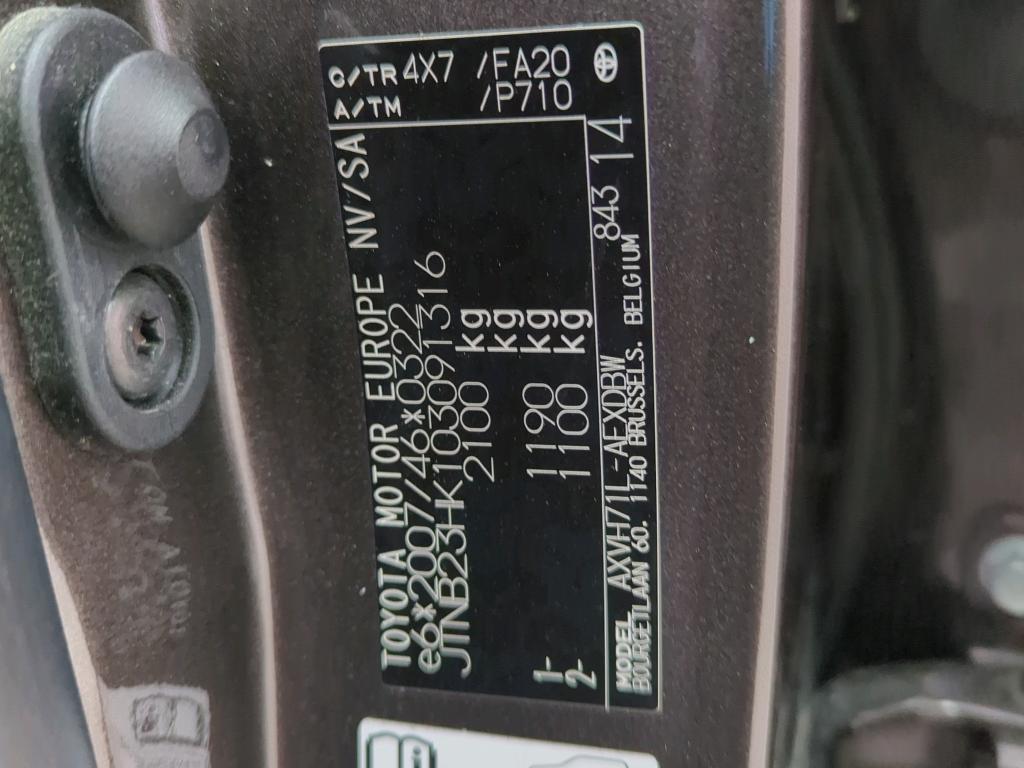 TOYOTA MOTOR EUROPE NV/SA
e6*2007/46*0322
JTNB23HK103091316
2100 kg
kg
1- 1190 kg
2- 1100 kg
C/TR 4X7 /FA20
A/TM /P710
MODEL AXVH71L-AEXDBW
843 14
BOURGETLAAN 60. 1140 BRUSSELS. BELGIUM